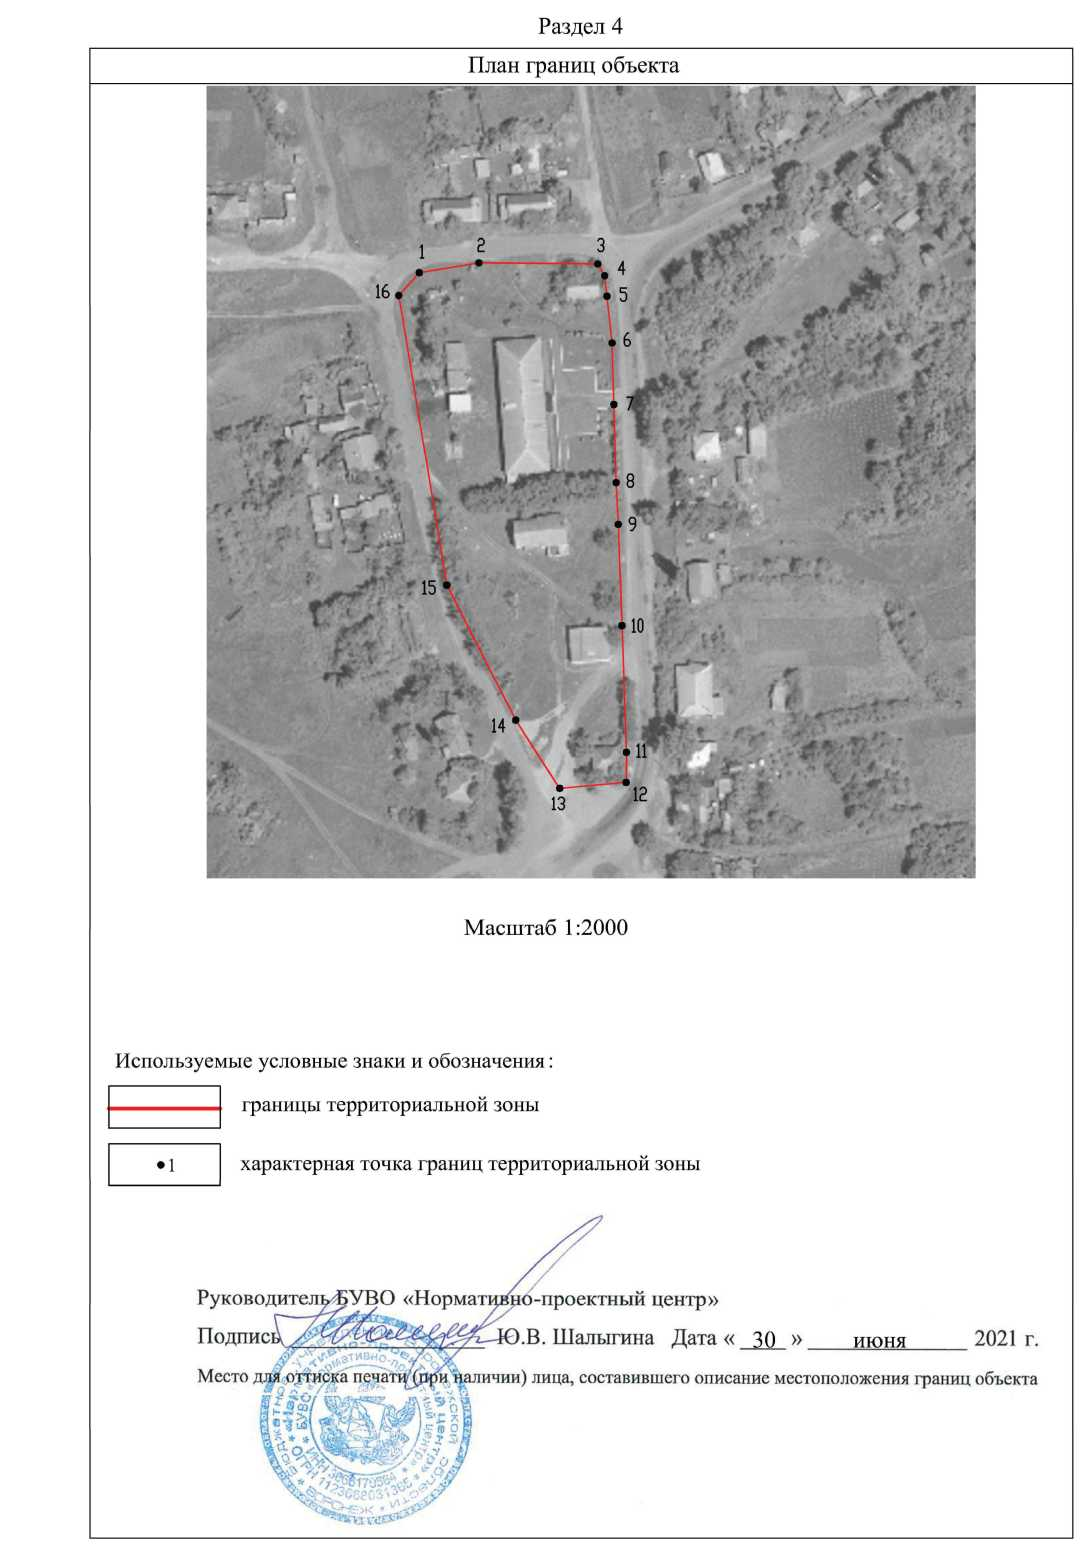 Раздел 4
План границ объекта
1
2
3
4
5
6
7
8
9
10
11
12
13
14
15
16
Масштаб 1:2000
Используемые условные знаки и обозначения:
границы территориальной зоны
1 характерная точка границ территориальной зоны
Руководитель БУВО «Нормативно-проектный центр»
Подпись Ю.В. Шалыгина Дата « 30 » июня 2021 г.
Место для оттиска печати (при наличии) лица, составившего описание местоположения границ объекта